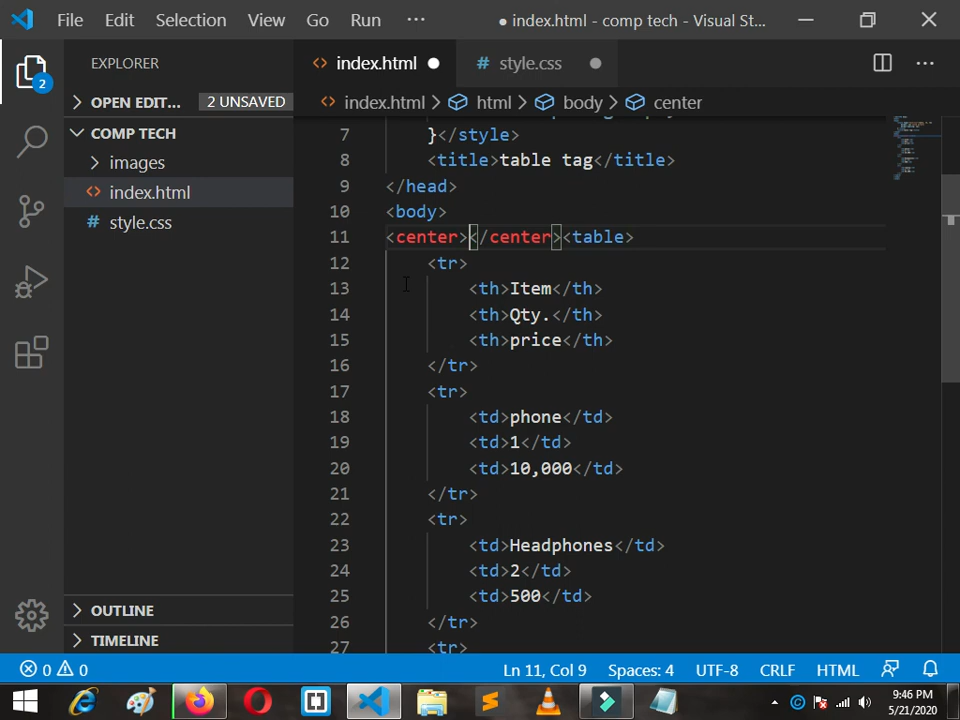 File Edit Selection View Go Run ··· ● index.html - comp tech - Visual St...
EXPLORER
index.html ●
# style.css ●
OPEN EDIT... 2 UNSAVED
index.html > html > body > center
COMP TECH
images
index.html
# style.css
OUTLINE
TIMELINE
2
7 }</style>
8 <title>table tag</title>
9 </head>
10 <body>
11 <center></center><table>
12 <tr>
13 <th>Item</th>
14 <th>Qty.</th>
15 <th>price</th>
16 </tr>
17 <tr>
18 <td>phone</td>
19 <td>1</td>
20 <td>10,000</td>
21 </tr>
22 <tr>
23 <td>Headphones</td>
24 <td>2</td>
25 <td>500</td>
26 </tr>
27 <tr>
0 0 Ln 11, Col 9 Spaces: 4 UTF-8 CRLF HTML
9:46 PM
5/21/2020